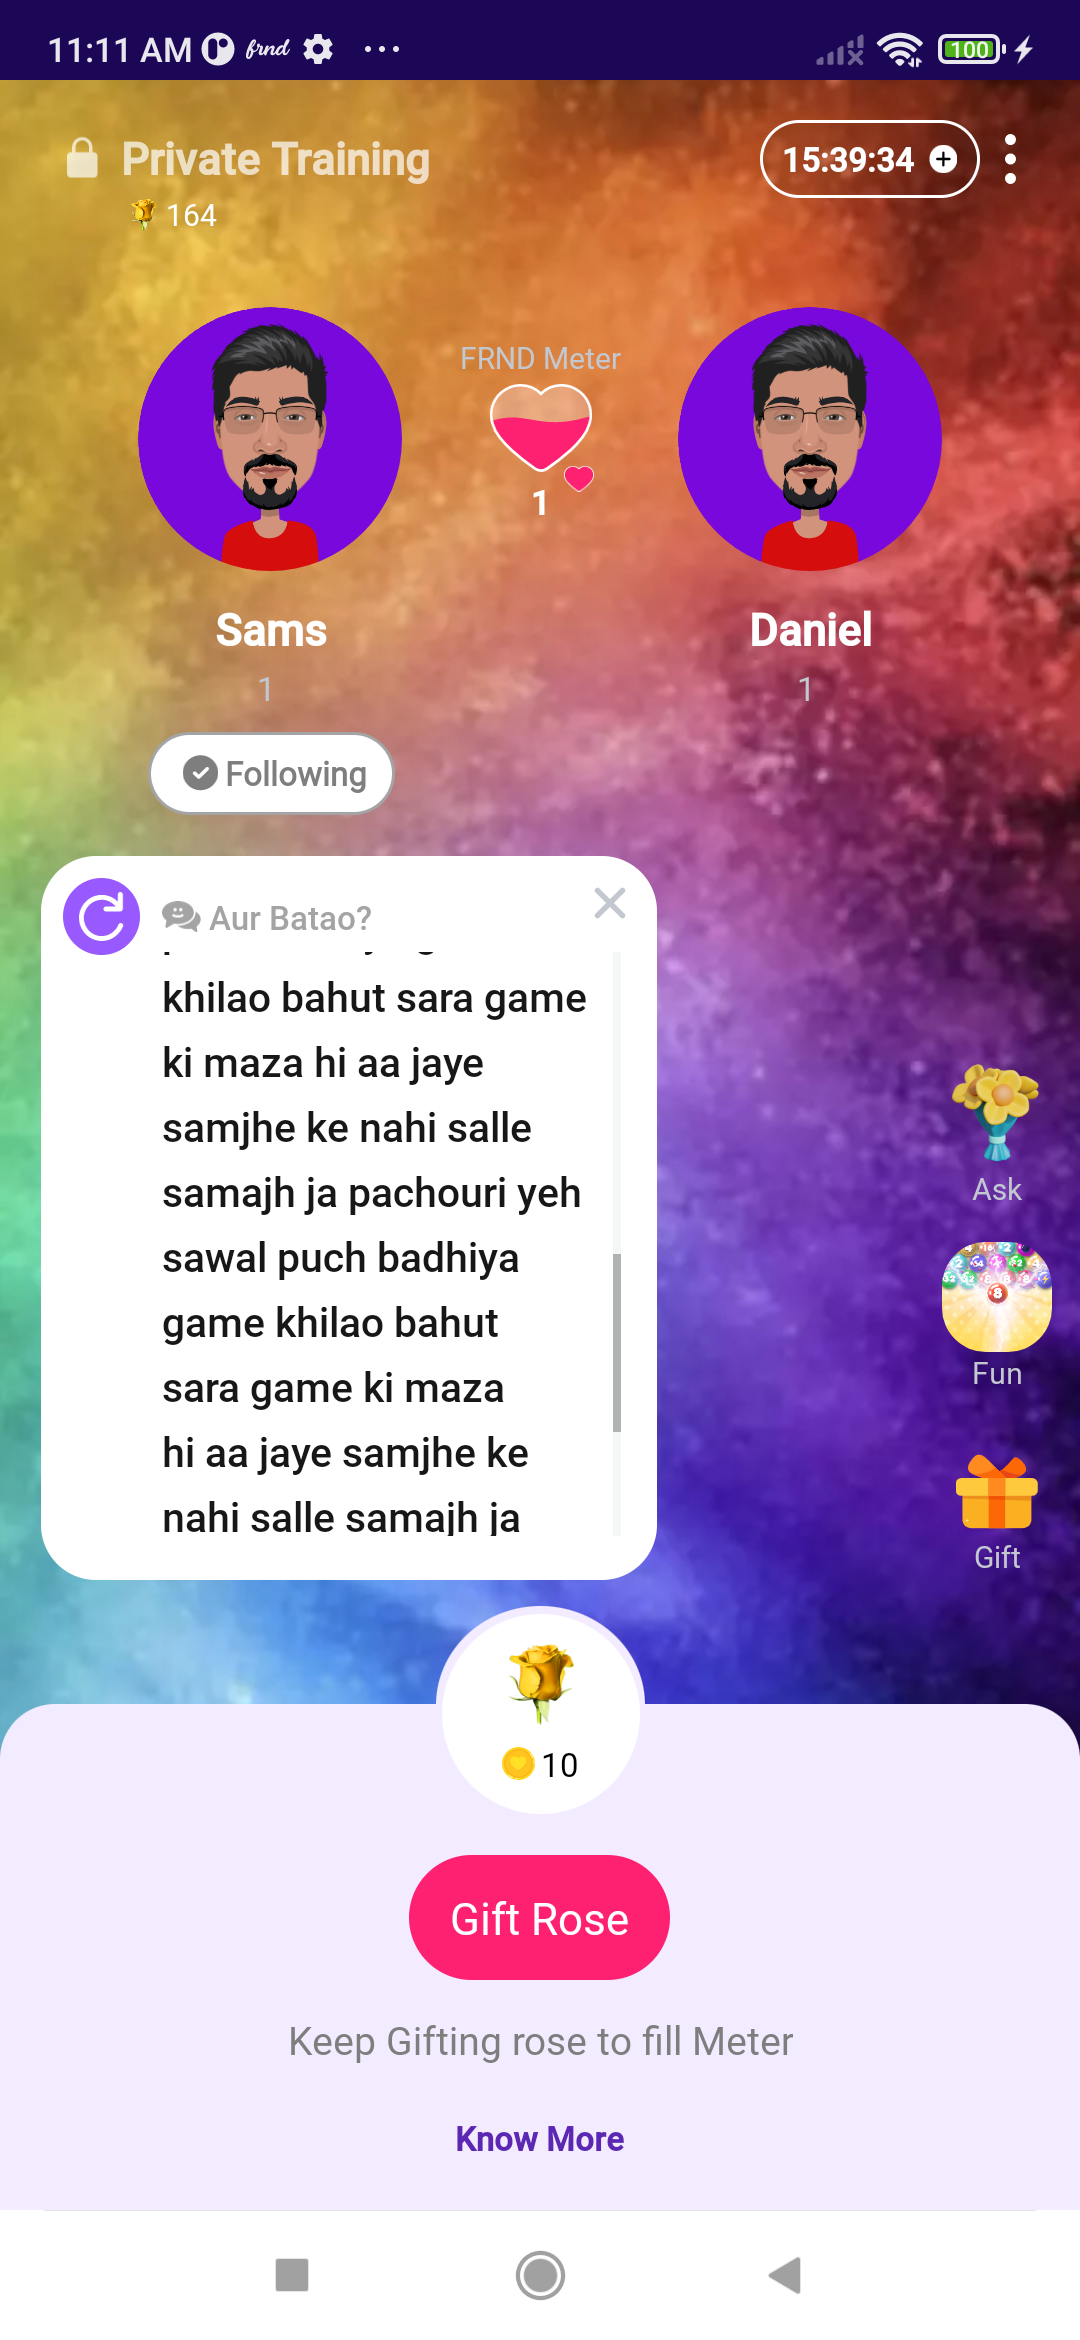 11:11 AM frnd 100
Private Training
15:39:34
164
FRND Meter
1
Sams
Daniel
1
1
Following
Aur Batao?
khilao bahut sara game
ki maza hi aa jaye
samjhe ke nahi salle
samajh ja pachouri yeh
sawal puch badhiya
game khilao bahut
sara game ki maza
hi aa jaye samjhe ke
nahi salle samajh ja
Ask
Fun
Gift
10
Gift Rose
Keep Gifting rose to fill Meter
Know More